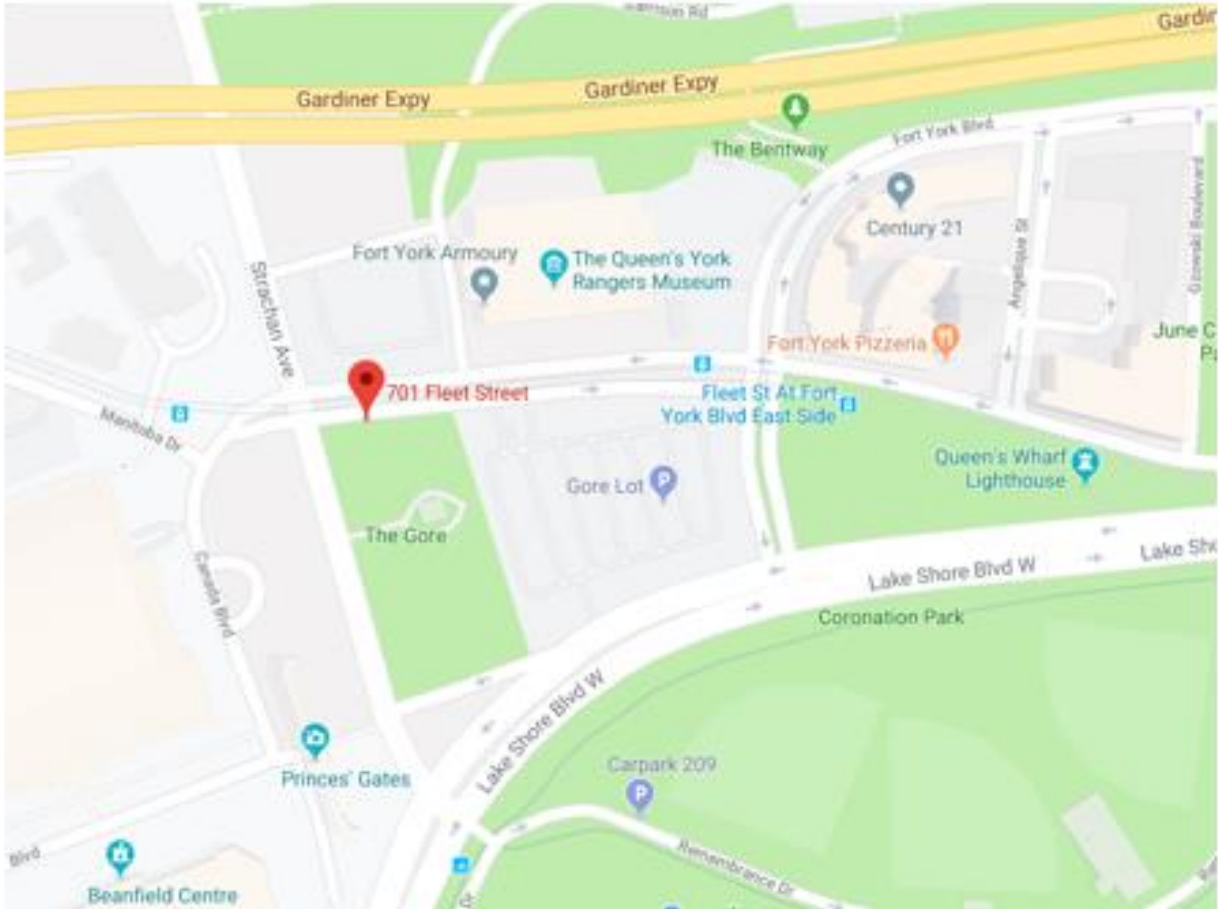 Gardiner Expy
Gardiner Expy
The Bentway
Fort York Blvd
Century 21
Fort York Armoury
The Queen's York
Rangers Museum
Strachan Ave
Angelique St
Gzowski Boulevard
Fort York Pizzeria
June C
701 Fleet Street
Fleet St At Fort
York Blvd East Side
Manitoba Dr
Gore Lot
P
Queen's Wharf
Lighthouse
The Gore
Canada Blvd
Lake Shore Blvd W
Lake Sho
Coronation Park
Lake Shore Blvd W
Princes' Gates
Carpark 209
P
Remembrance Dr
Blvd
Beanfield Centre
Dr